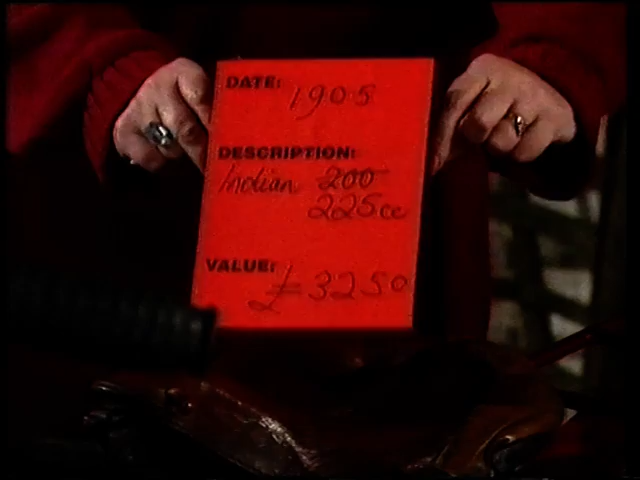 DATE: 1905
DESCRIPTION:
Indian 200
225cc
VALUE: £3250